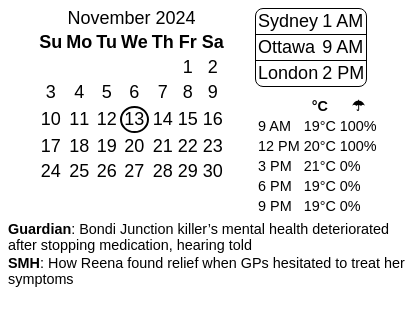 November 2024
Su Mo Tu We Th Fr Sa
1 2
3 4 5 6 7 8 9
10 11 12 13 14 15 16
17 18 19 20 21 22 23
24 25 26 27 28 29 30
Sydney 1 AM
Ottawa 9 AM
London 2 PM
°C ☂
9 AM 19°C 100%
12 PM 20°C 100%
3 PM 21°C 0%
6 PM 19°C 0%
9 PM 19°C 0%
Guardian: Bondi Junction killer’s mental health deteriorated
after stopping medication, hearing told
SMH: How Reena found relief when GPs hesitated to treat her
symptoms